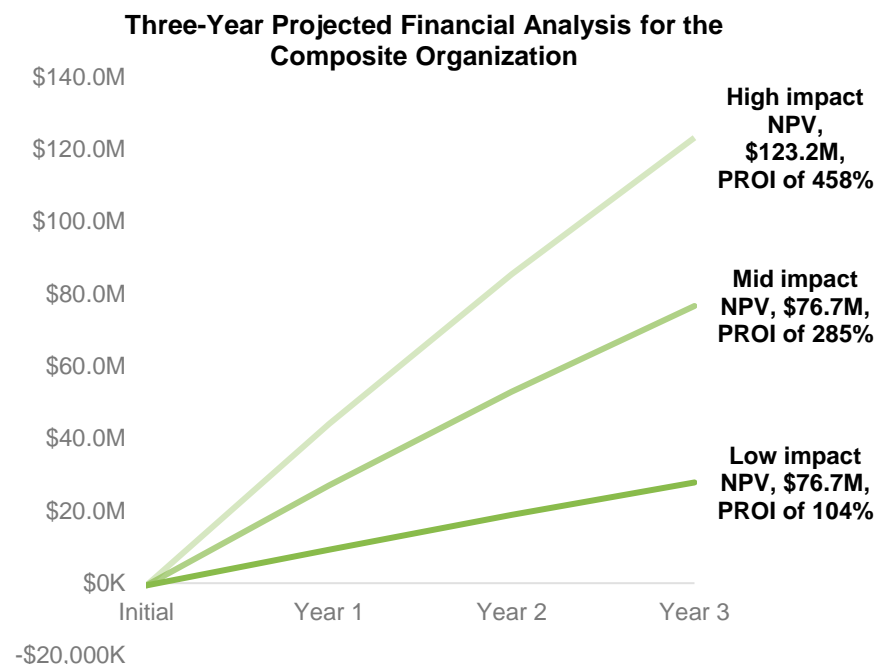 Three-Year Projected Financial Analysis for the
Composite Organization
$140.0M
$120.0M
$100.0M
$80.0M
$60.0M
$40.0M
$20.0M
$0K
-$20,000K
Initial
Year 1
Year 2
Year 3
High impact
NPV,
$123.2M,
PROI of 458%
Mid impact
NPV, $76.7M,
PROI of 285%
Low impact
NPV, $76.7M,
PROI of 104%